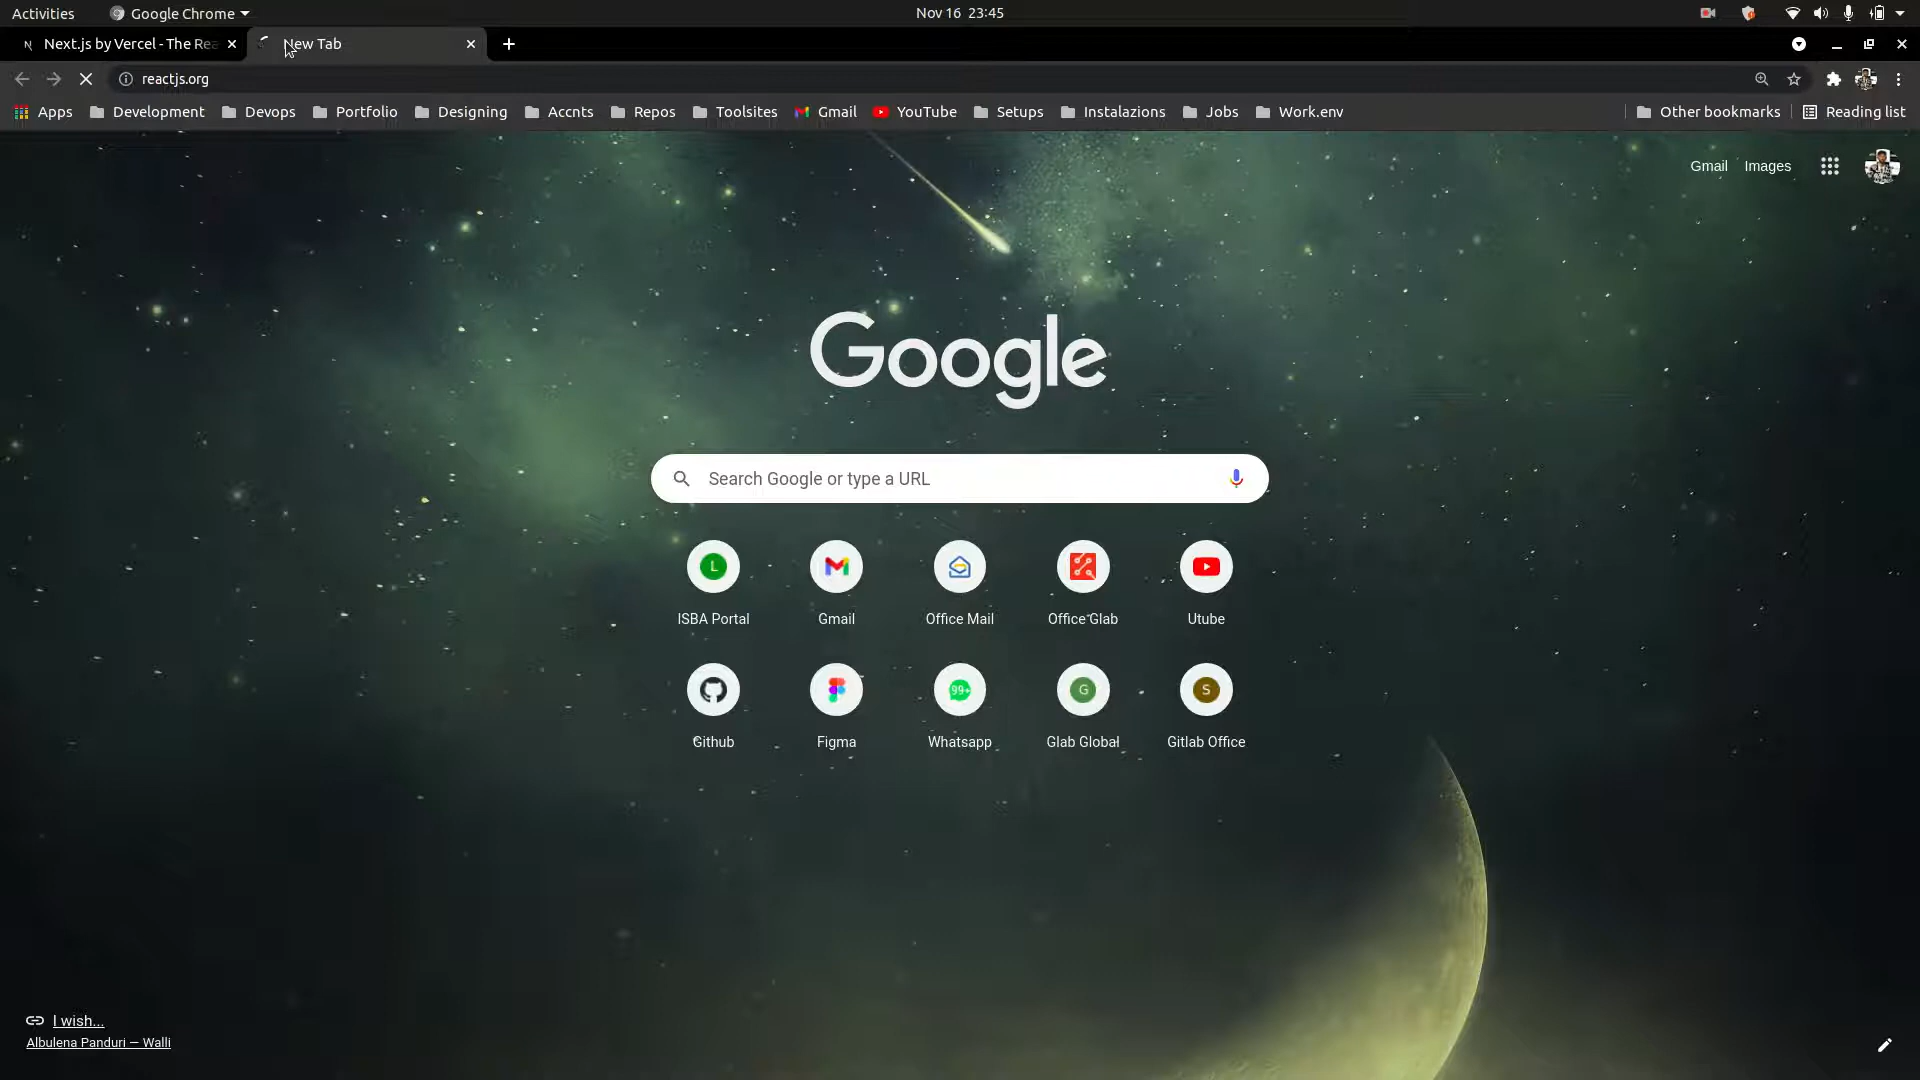 Activities Google Chrome Nov 16 23:45
Next.js by Vercel - The Rea New Tab
reactjs.org
Apps Development Devops Portfolio Designing Accnts Repos Toolsites Gmail YouTube Setups Instalazions Jobs Work.env Other bookmarks Reading list
Gmail Images
Google
Search Google or type a URL
L
ISBA Portal Gmail Office Mail Office Glab Utube
99+ G S
Github Figma Whatsapp Glab Global Gitlab Office
I wish...
Albulena Panduri — Walli